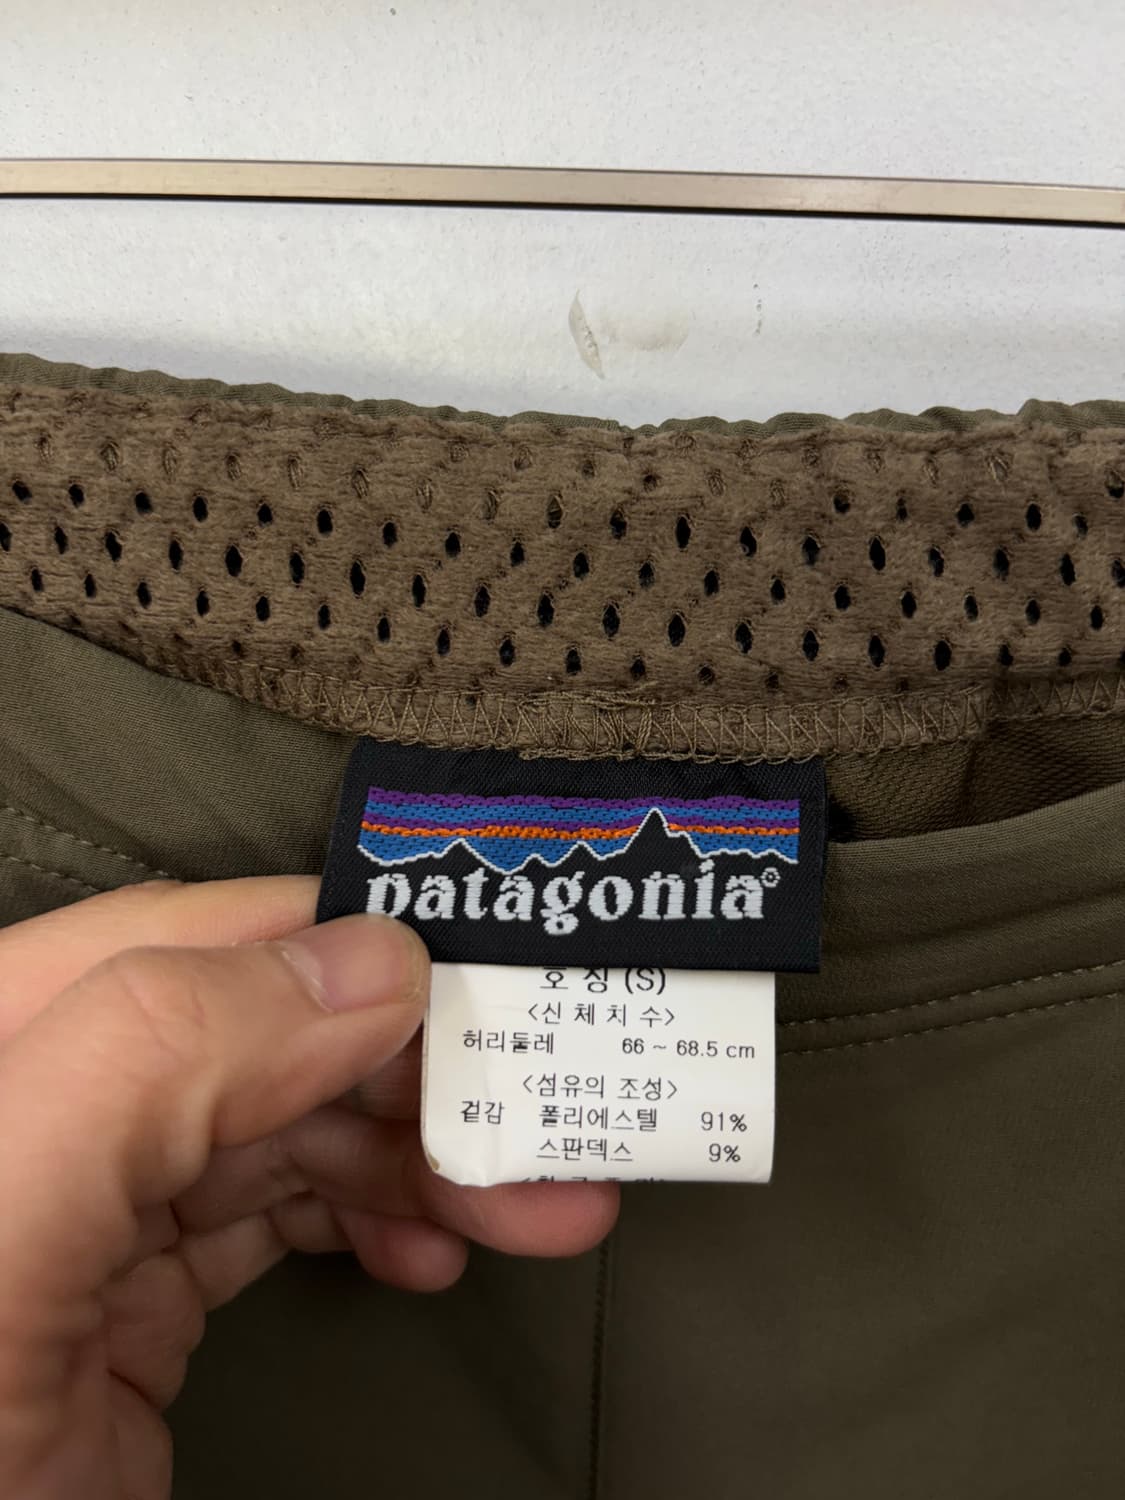 patagonia®
호 칭 (S)
<신 체 치 수>
허리둘레 66 ~ 68.5 cm
<섬유의 조성>
겉감 폴리에스텔 91%
스판덱스 9%